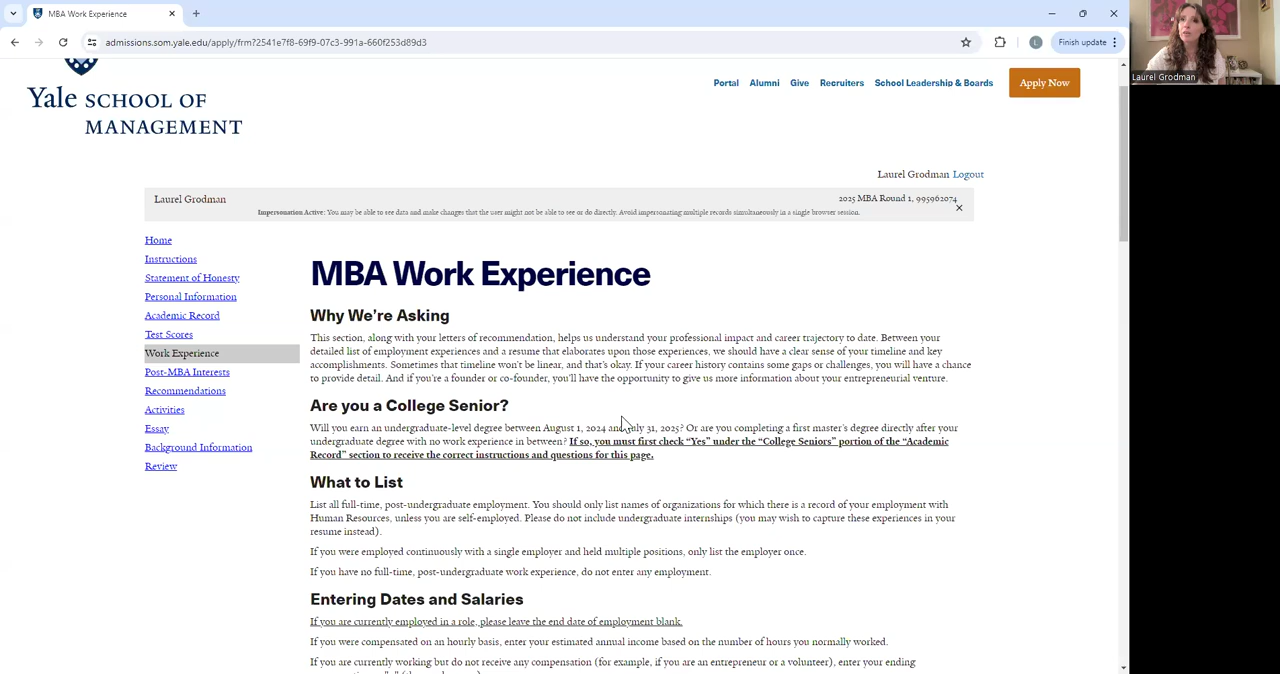 MBA Work Experience
admissions.som.yale.edu/apply/frm?2541e7f8-69f9-07c3-991a-660f253d89d3
L
Finish update
Laurel Grodman
Yale SCHOOL OF
MANAGEMENT
Portal Alumni Give Recruiters School Leadership & Boards Apply Now
Laurel Grodman Logout
Laurel Grodman
2025 MBA Round 1, 995962074
Impersonation Active: You may be able to see data and make changes that the user might not be able to see or do directly. Avoid impersonating multiple records simultaneously in a single browser session.
Home
Instructions
Statement of Honesty
Personal Information
Academic Record
Test Scores
Work Experience
Post-MBA Interests
Recommendations
Activities
Essay
Background Information
Review
MBA Work Experience
Why We're Asking
This section, along with your letters of recommendation, helps us understand your professional impact and career trajectory to date. Between your
detailed list of employment experiences and a resume that elaborates upon those experiences, we should have a clear sense of your timeline and key
accomplishments. Sometimes that timeline won't be linear, and that's okay. If your career history contains some gaps or challenges, you will have a chance
to provide detail. And if you're a founder or co-founder, you'll have the opportunity to give us more information about your entrepreneurial venture.
Are you a College Senior?
Will you earn an undergraduate-level degree between August 1, 2024 and July 31, 2025? Or are you completing a first master's degree directly after your
undergraduate degree with no work experience in between? If so, you must first check "Yes" under the "College Seniors" portion of the "Academic
Record" section to receive the correct instructions and questions for this page.
What to List
List all full-time, post-undergraduate employment. You should only list names of organizations for which there is a record of your employment with
Human Resources, unless you are self-employed. Please do not include undergraduate internships (you may wish to capture these experiences in your
resume instead).
If you were employed continuously with a single employer and held multiple positions, only list the employer once.
If you have no full-time, post-undergraduate work experience, do not enter any employment.
Entering Dates and Salaries
If you are currently employed in a role, please leave the end date of employment blank.
If you were compensated on an hourly basis, enter your estimated annual income based on the number of hours you normally worked.
If you are currently working but do not receive any compensation (for example, if you are an entrepreneur or a volunteer), enter your ending